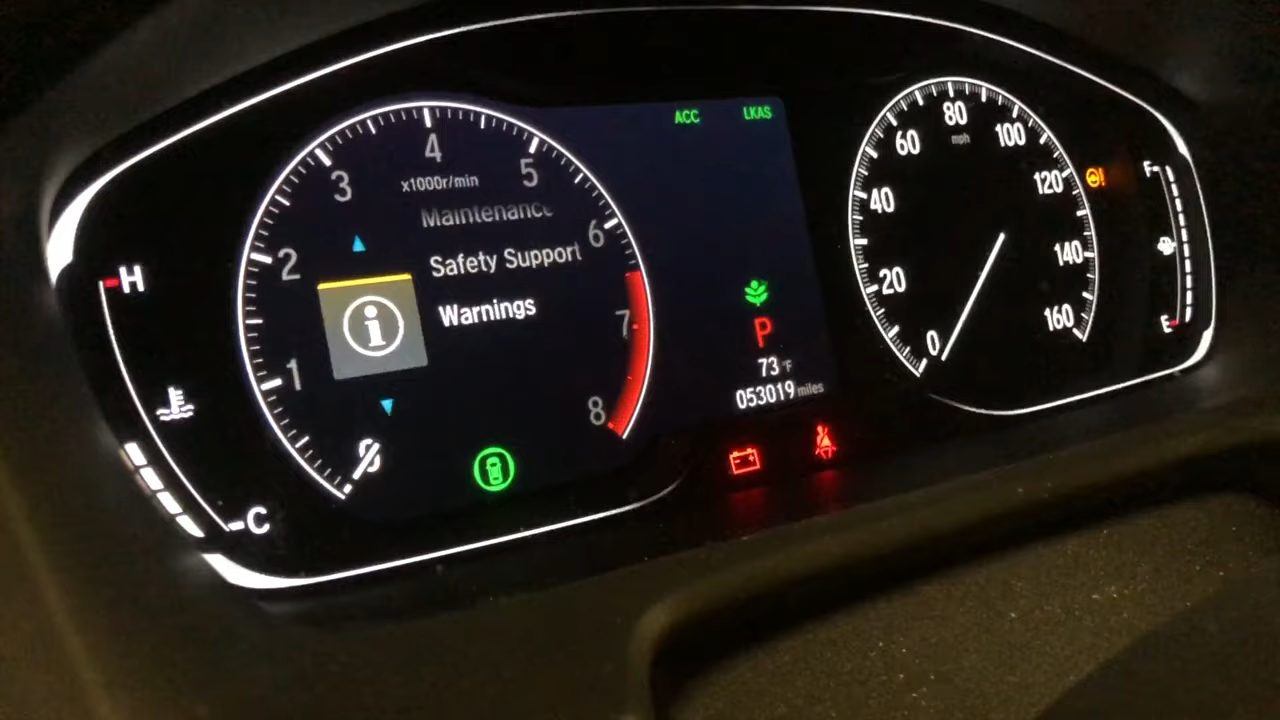 ACC LKAS
4
3
5
x1000r/min
Maintenance
6
2
Safety Support
Warnings
7
1
8
H
C
P
73 °F
053019 miles
80
mph
60
100
40
120
20
140
0
160
F
E